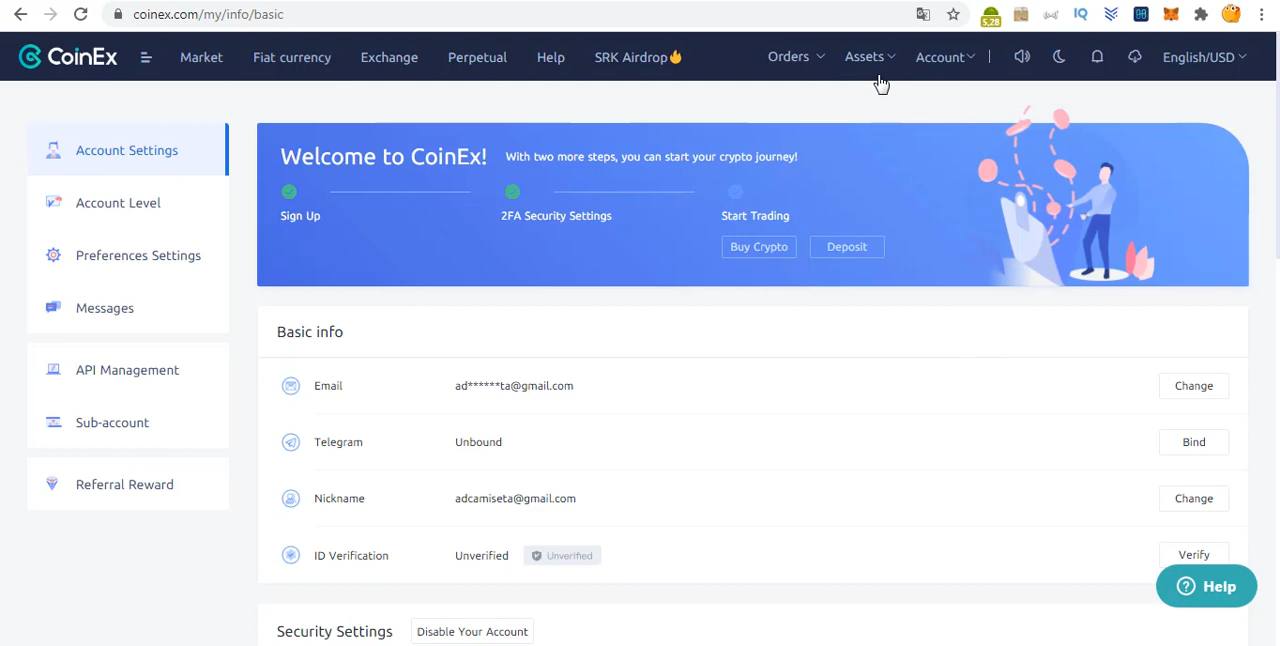 coinex.com/my/info/basic
5,28
IQ
CoinEx Market Fiat currency Exchange Perpetual Help SRK Airdrop🔥 Orders Assets Account English/USD
Account Settings
Account Level
Preferences Settings
Messages
API Management
Sub-account
Referral Reward
Welcome to CoinEx! With two more steps, you can start your crypto journey!
Sign Up 2FA Security Settings Start Trading
Buy Crypto Deposit
Basic info
Email ad******ta@gmail.com Change
Telegram Unbound Bind
Nickname adcamiseta@gmail.com Change
ID Verification Unverified Unverified Verify
Help
Security Settings Disable Your Account